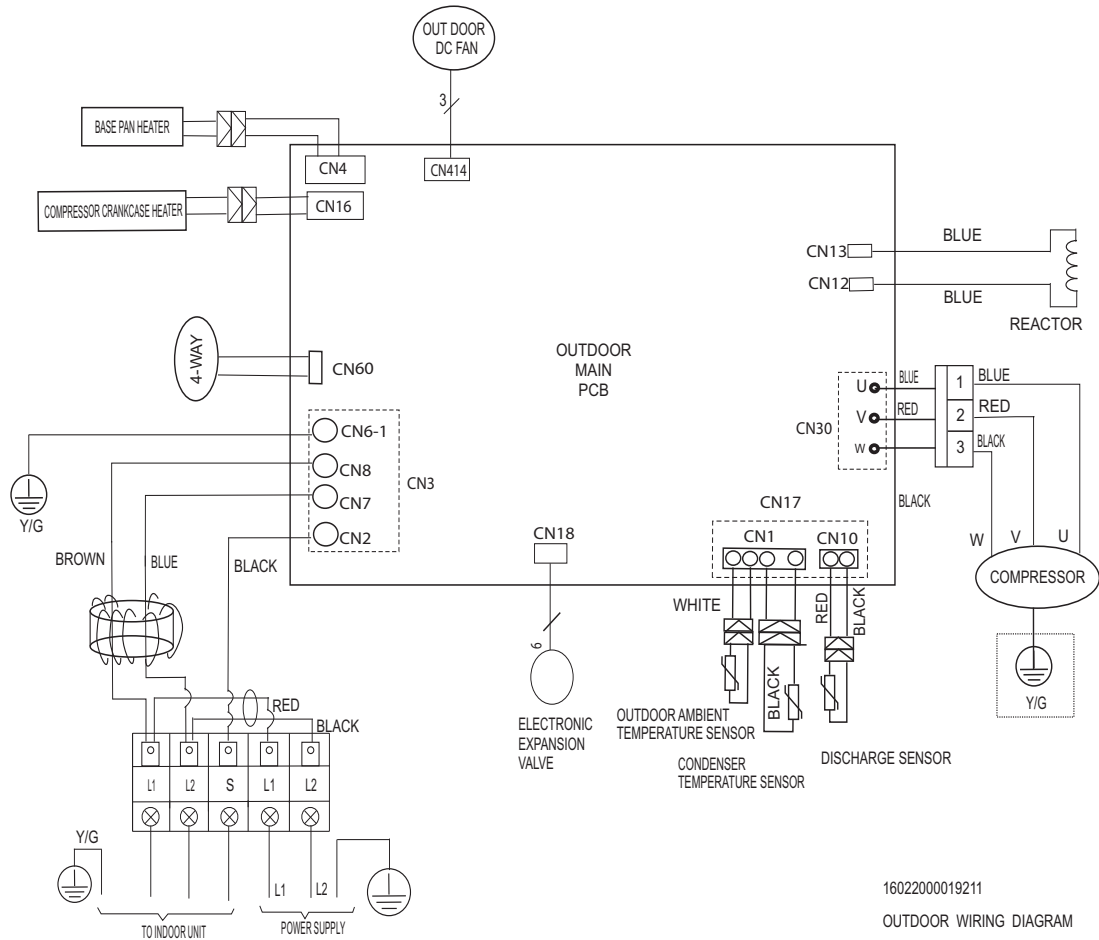 OUT DOOR
DC FAN
3
BASE PAN HEATER
CN4
CN414
COMPRESSOR CRANKCASE HEATER
CN16
CN13
BLUE
CN12
BLUE
REACTOR
4-WAY
CN60
OUTDOOR
MAIN
PCB
CN6-1
CN8
CN7
CN2
CN3
Y/G
BROWN
BLUE
BLACK
CN30
U
V
W
BLUE
RED
BLACK
1
2
3
BLUE
RED
BLACK
W
V
U
COMPRESSOR
Y/G
CN18
6
ELECTRONIC
EXPANSION
VALVE
CN17
CN1
CN10
WHITE
BLACK
RED
BLACK
OUTDOOR AMBIENT
TEMPERATURE SENSOR
CONDENSER
TEMPERATURE SENSOR
DISCHARGE SENSOR
RED
BLACK
L1
L2
S
L1
L2
Y/G
L1
L2
TO INDOOR UNIT
POWER SUPPLY
16022000019211
OUTDOOR WIRING DIAGRAM